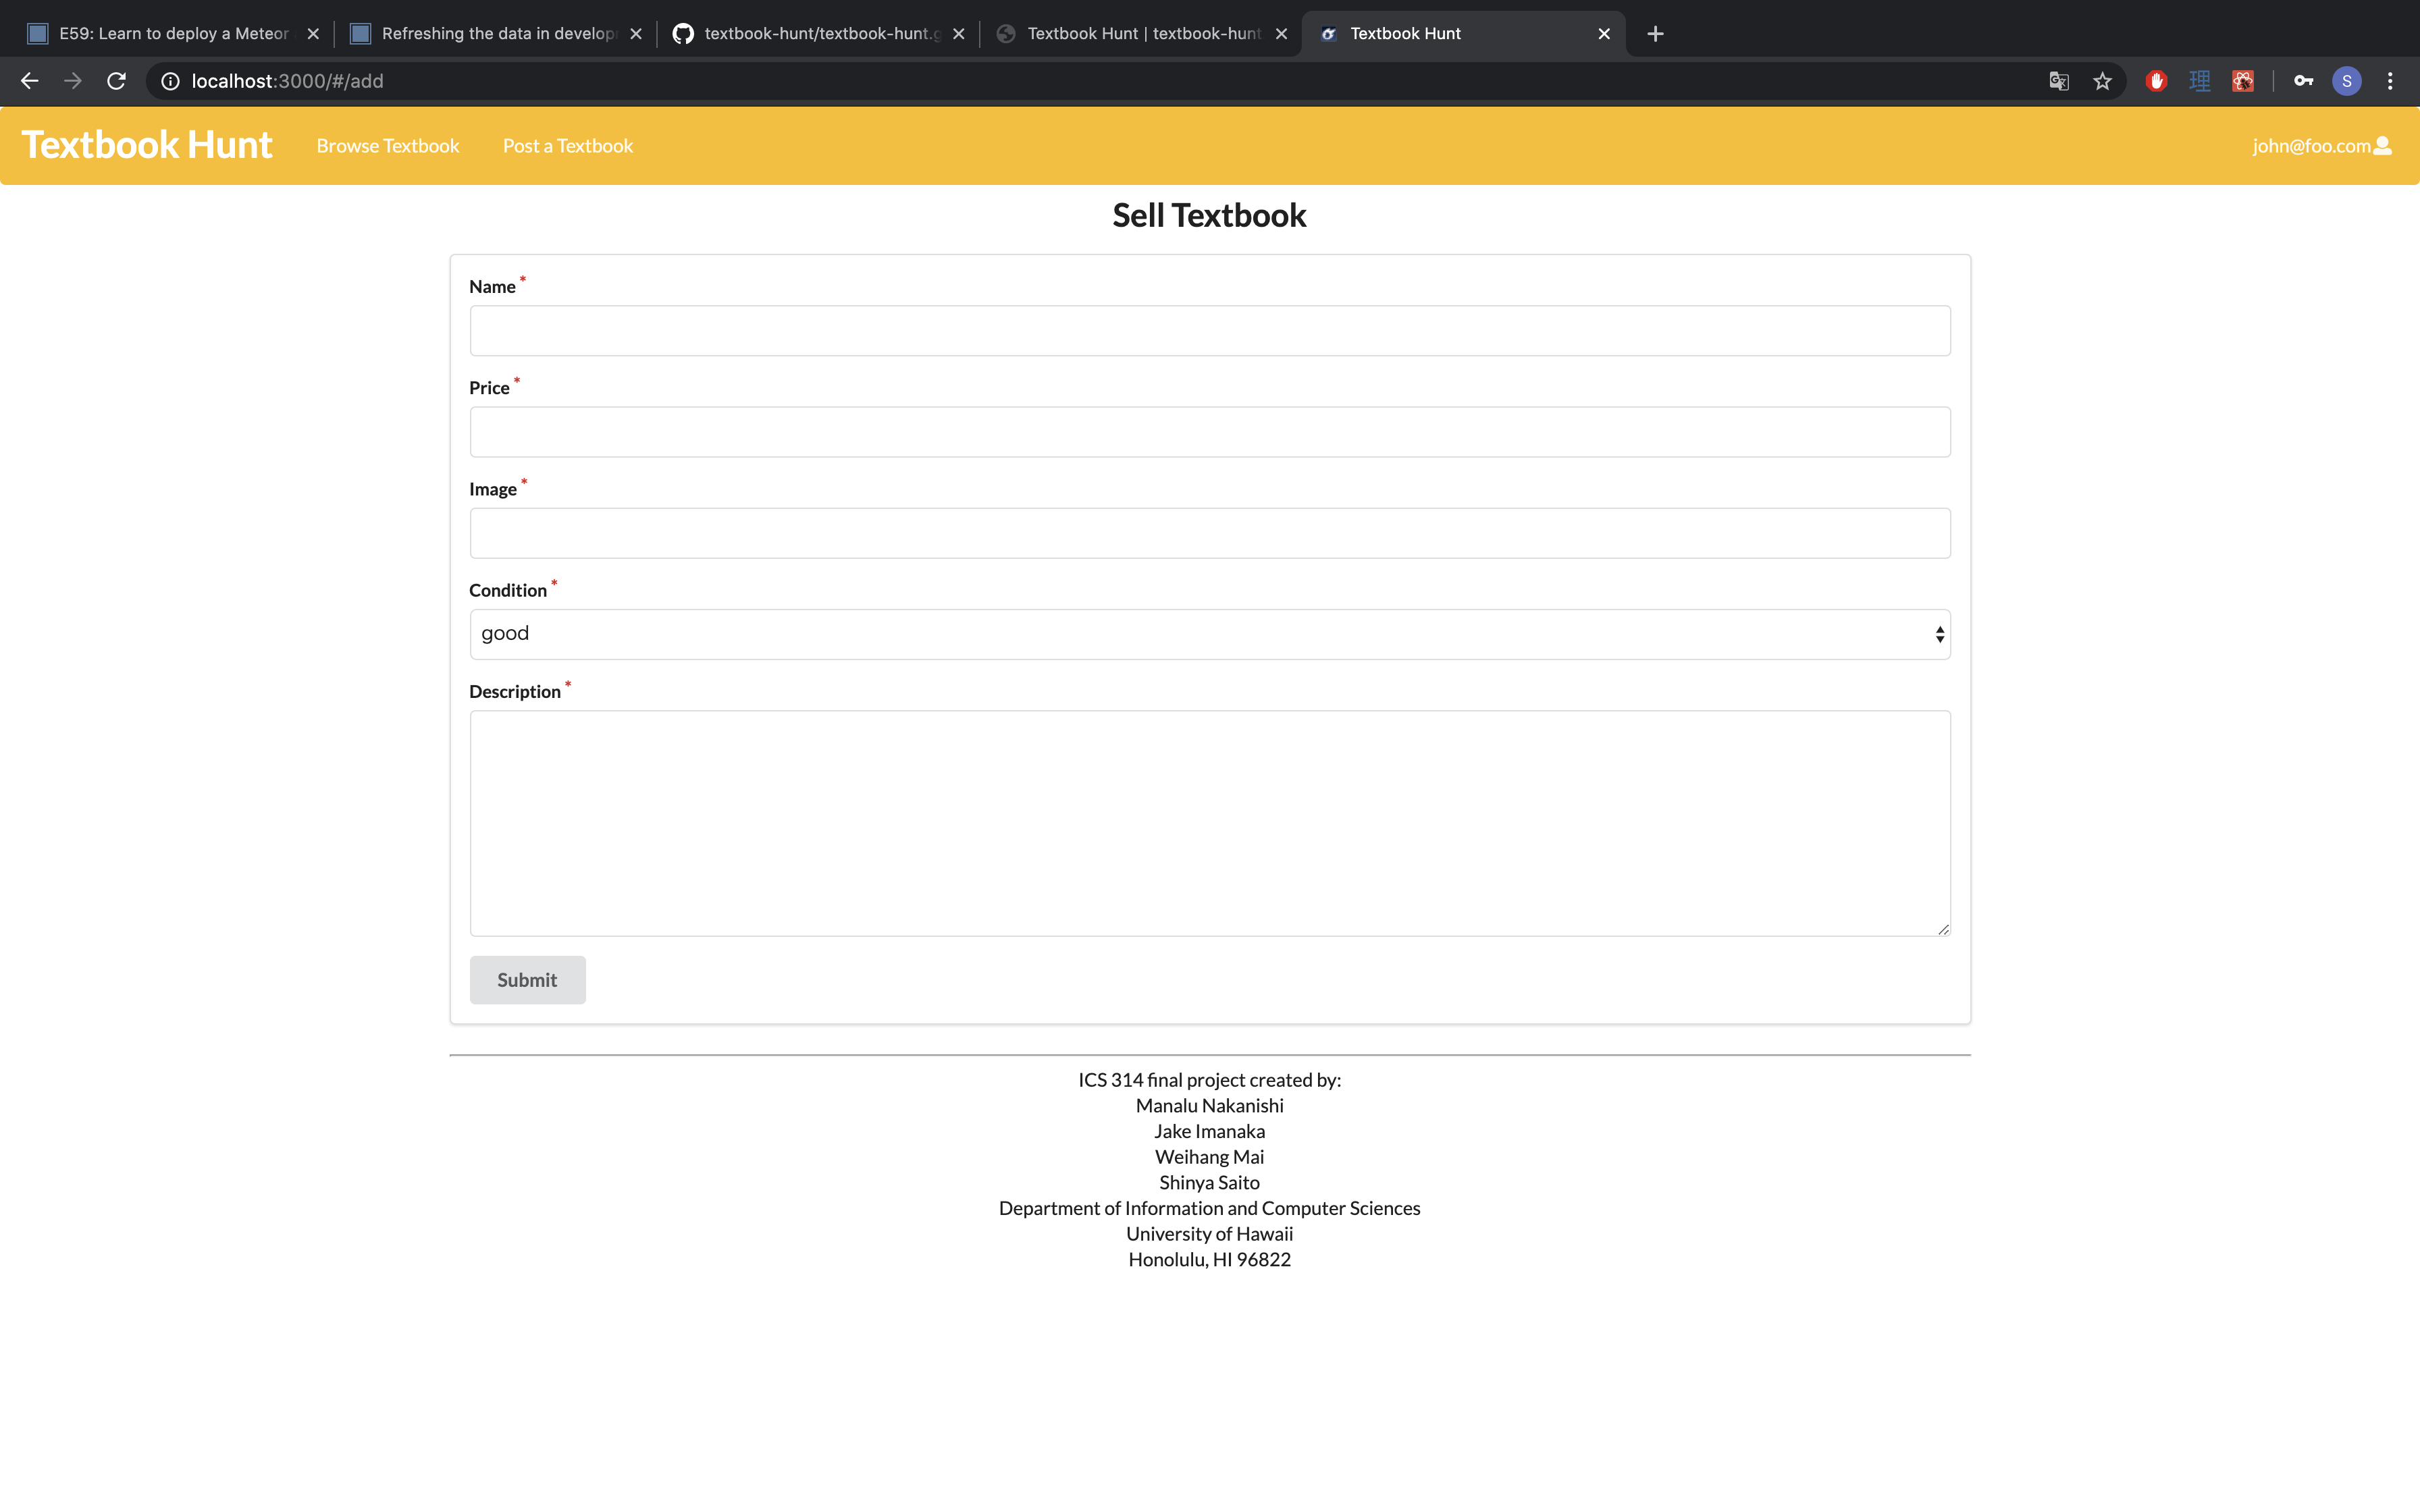 E59: Learn to deploy a Meteor
Refreshing the data in develop
textbook-hunt/textbook-hunt.g
Textbook Hunt | textbook-hunt
Textbook Hunt
localhost:3000/#/add
S
Textbook Hunt
Browse Textbook
Post a Textbook
john@foo.com
Sell Textbook
Name *
Price *
Image *
Condition *
good
Description *
Submit
ICS 314 final project created by:
Manalu Nakanishi
Jake Imanaka
Weihang Mai
Shinya Saito
Department of Information and Computer Sciences
University of Hawaii
Honolulu, HI 96822